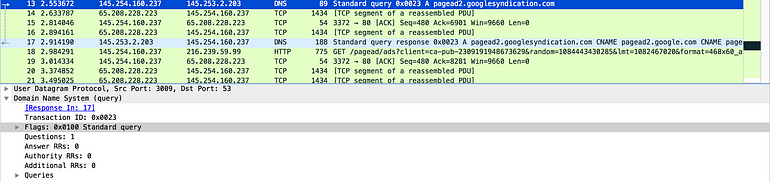 13 2.553672 145.254.160.237 145.253.2.203 DNS 89 Standard query 0x0023 A pagead2.googlesyndication.com
14 2.633787 65.208.228.223 145.254.160.237 TCP 1434 [TCP segment of a reassembled PDU]
15 2.814046 145.254.160.237 65.208.228.223 TCP 54 3372 → 80 [ACK] Seq=480 Ack=6901 Win=9660 Len=0
16 2.894161 65.208.228.223 145.254.160.237 TCP 1434 [TCP segment of a reassembled PDU]
17 2.914190 145.253.2.203 145.254.160.237 DNS 188 Standard query response 0x0023 A pagead2.googlesyndication.com CNAME pagead2.google.com CNAME page
18 2.984291 145.254.160.237 216.239.59.99 HTTP 775 GET /pagead/ads?client=ca-pub-2309191948673629&random=1084443430285&lmt=1082467020&format=468x60_a
19 3.014334 145.254.160.237 65.208.228.223 TCP 54 3372 → 80 [ACK] Seq=480 Ack=8281 Win=9660 Len=0
20 3.374852 65.208.228.223 145.254.160.237 TCP 1434 [TCP segment of a reassembled PDU]
21 3.495025 65.208.228.223 145.254.160.237 TCP 1434 [TCP segment of a reassembled PDU]
User Datagram Protocol, Src Port: 3009, Dst Port: 53
Domain Name System (query)
[Response In: 17]
Transaction ID: 0x0023
Flags: 0x0100 Standard query
Questions: 1
Answer RRs: 0
Authority RRs: 0
Additional RRs: 0
Queries